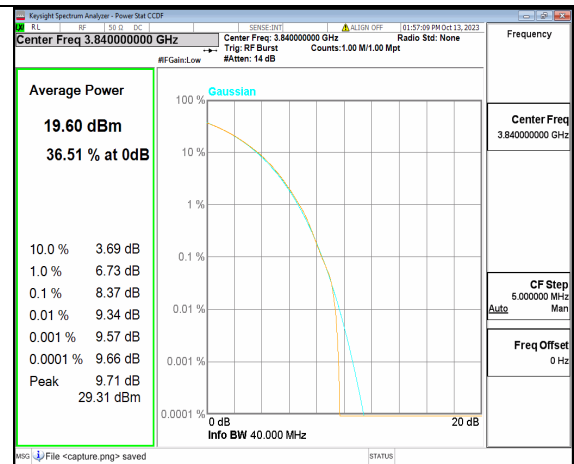 Keysight Spectrum Analyzer - Power Stat CCDF
RL RF 50 Ω DC SENSE:INT ALIGN OFF 01:57:09 PM Oct 13, 2023
Center Freq 3.840000000 GHz
Center Freq: 3.840000000 GHz Radio Std: None
Trig: RF Burst Counts:1.00 M/1.00 Mpt
#IFGain:Low #Atten: 14 dB
Average Power
19.60 dBm
36.51 % at 0dB
10.0 % 3.69 dB
1.0 % 6.73 dB
0.1 % 8.37 dB
0.01 % 9.34 dB
0.001 % 9.57 dB
0.0001 % 9.66 dB
Peak 9.71 dB
29.31 dBm
Gaussian
100 %
10 %
1 %
0.1 %
0.01 %
0.001 %
0.0001 %
0 dB 20 dB
Info BW 40.000 MHz
Frequency
Center Freq
3.840000000 GHz
CF Step
5.000000 MHz
Auto Man
Freq Offset
0 Hz
MSG File <capture.png> saved STATUS